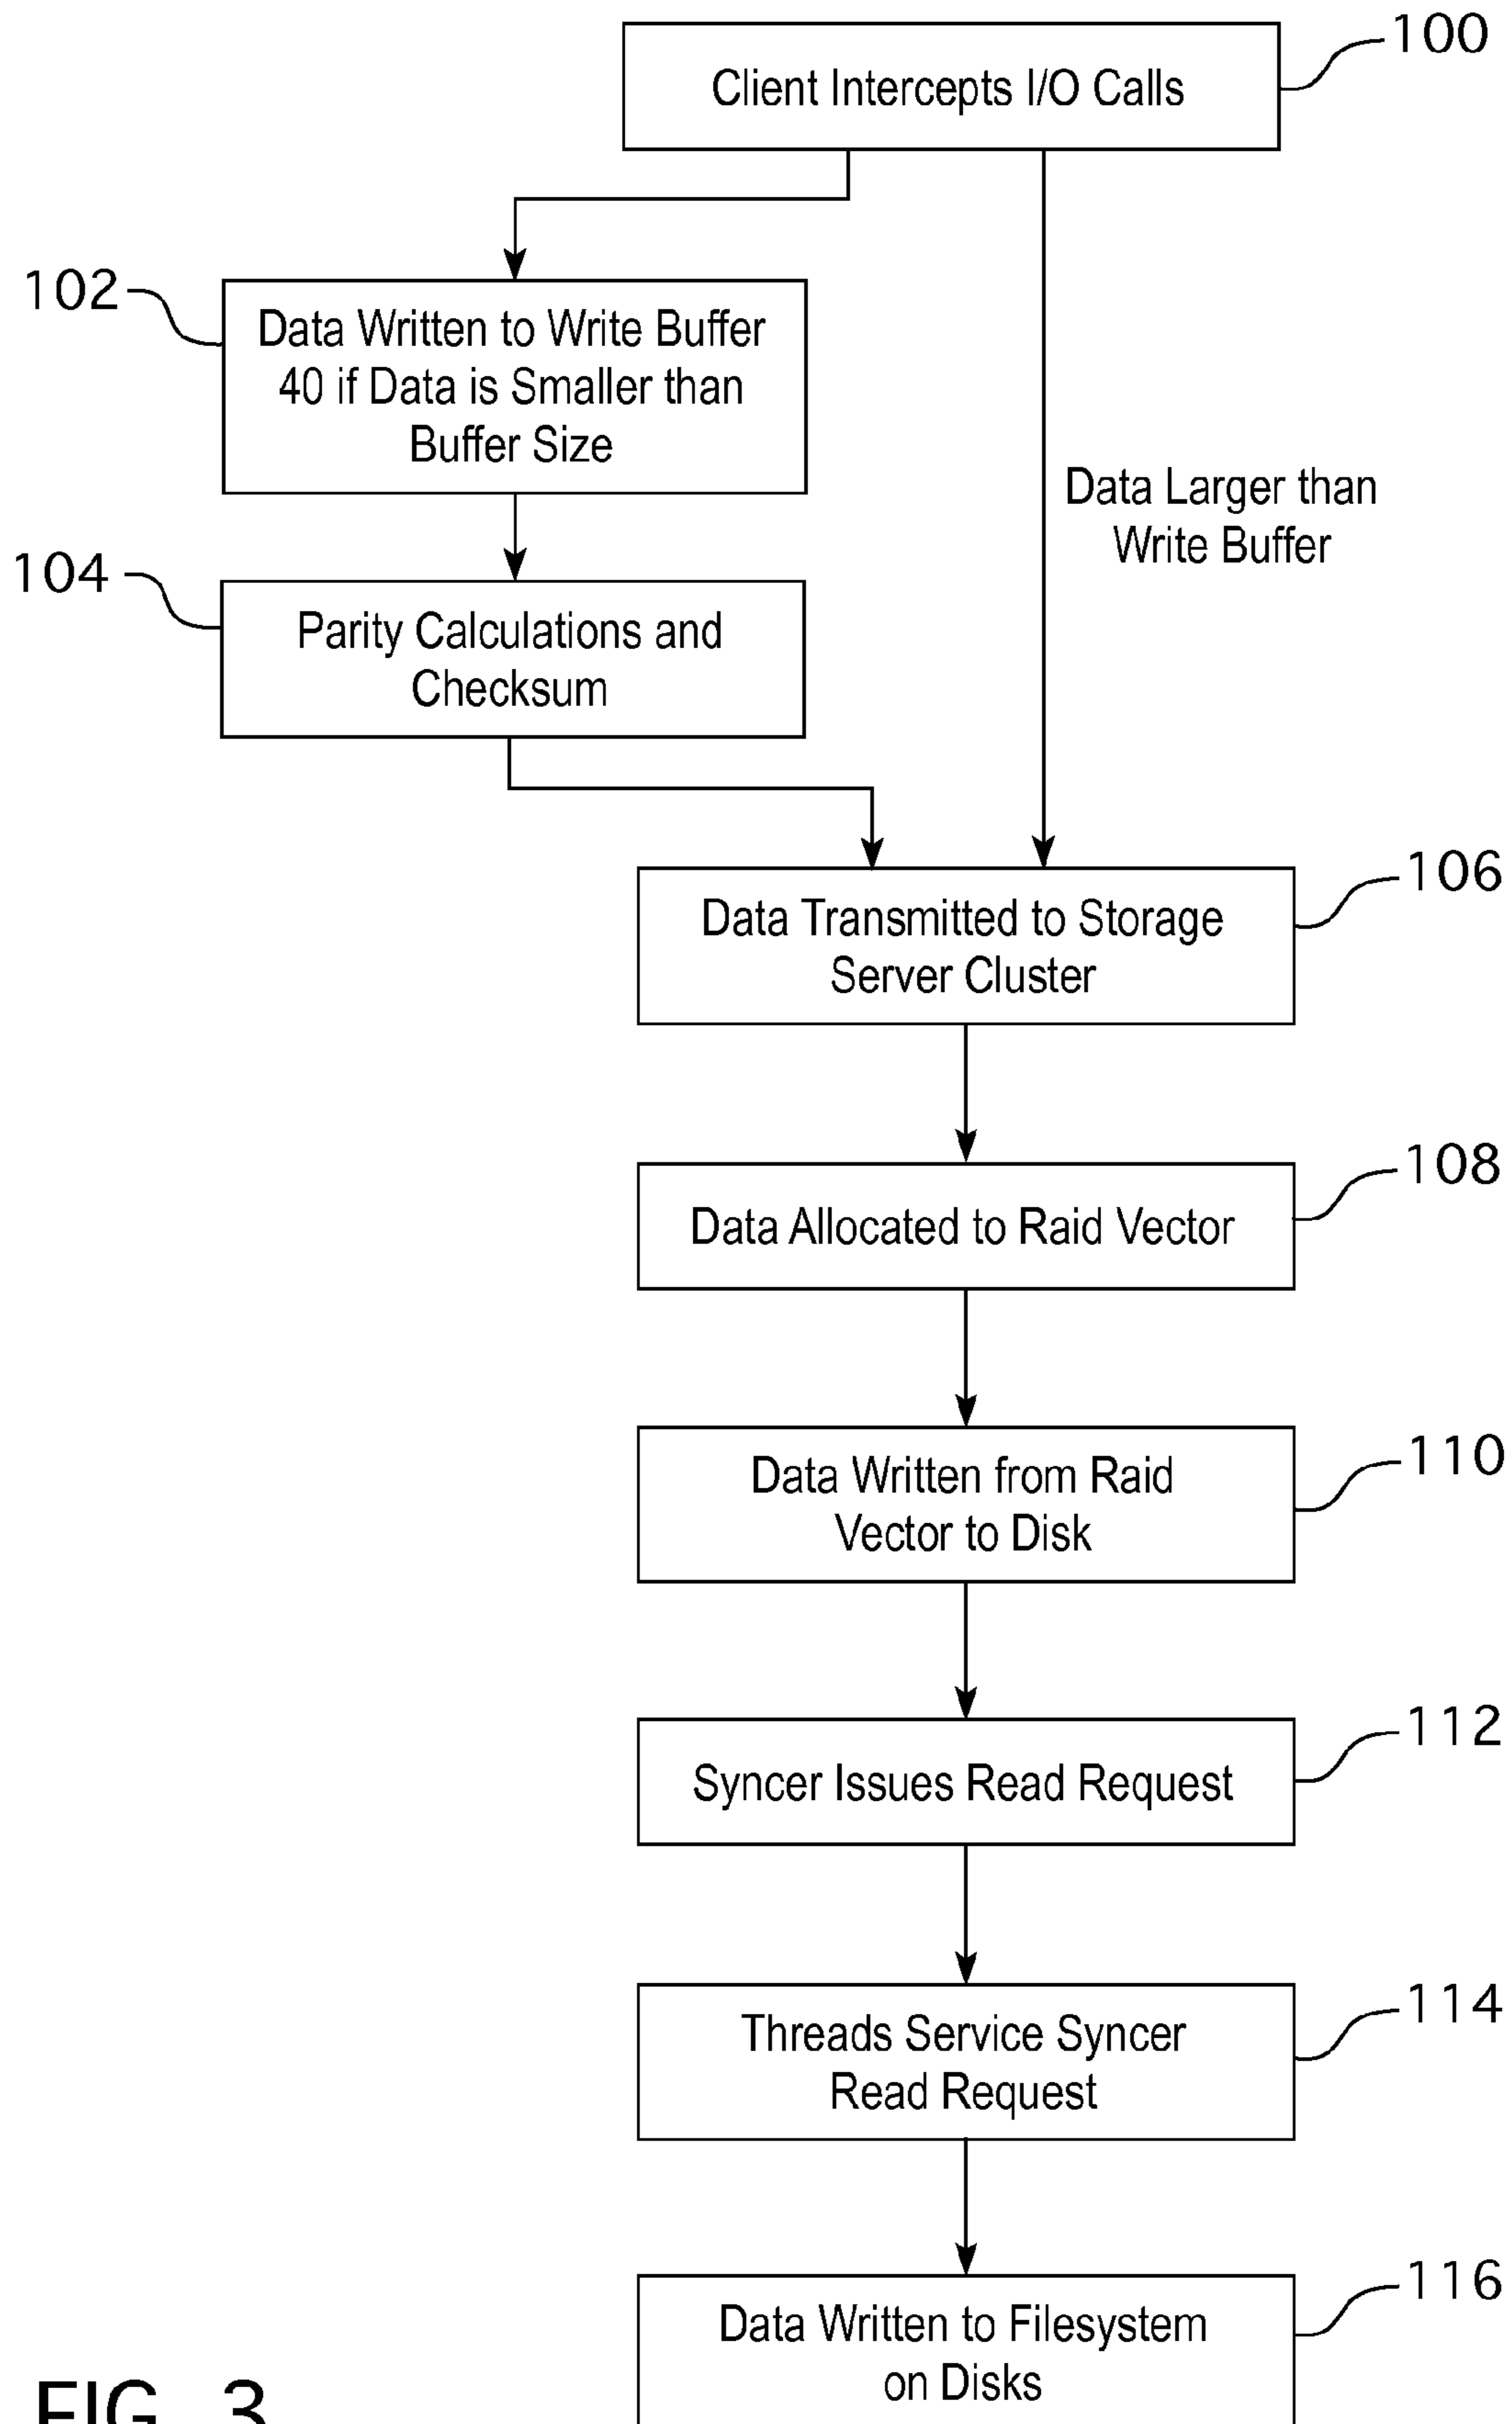 100
Client Intercepts I/O Calls
102
Data Written to Write Buffer
40 if Data is Smaller than
Buffer Size
Data Larger than
Write Buffer
104
Parity Calculations and
Checksum
106
Data Transmitted to Storage
Server Cluster
108
Data Allocated to Raid Vector
110
Data Written from Raid
Vector to Disk
112
Syncer Issues Read Request
114
Threads Service Syncer
Read Request
116
Data Written to Filesystem
on Disks
FIG. 3